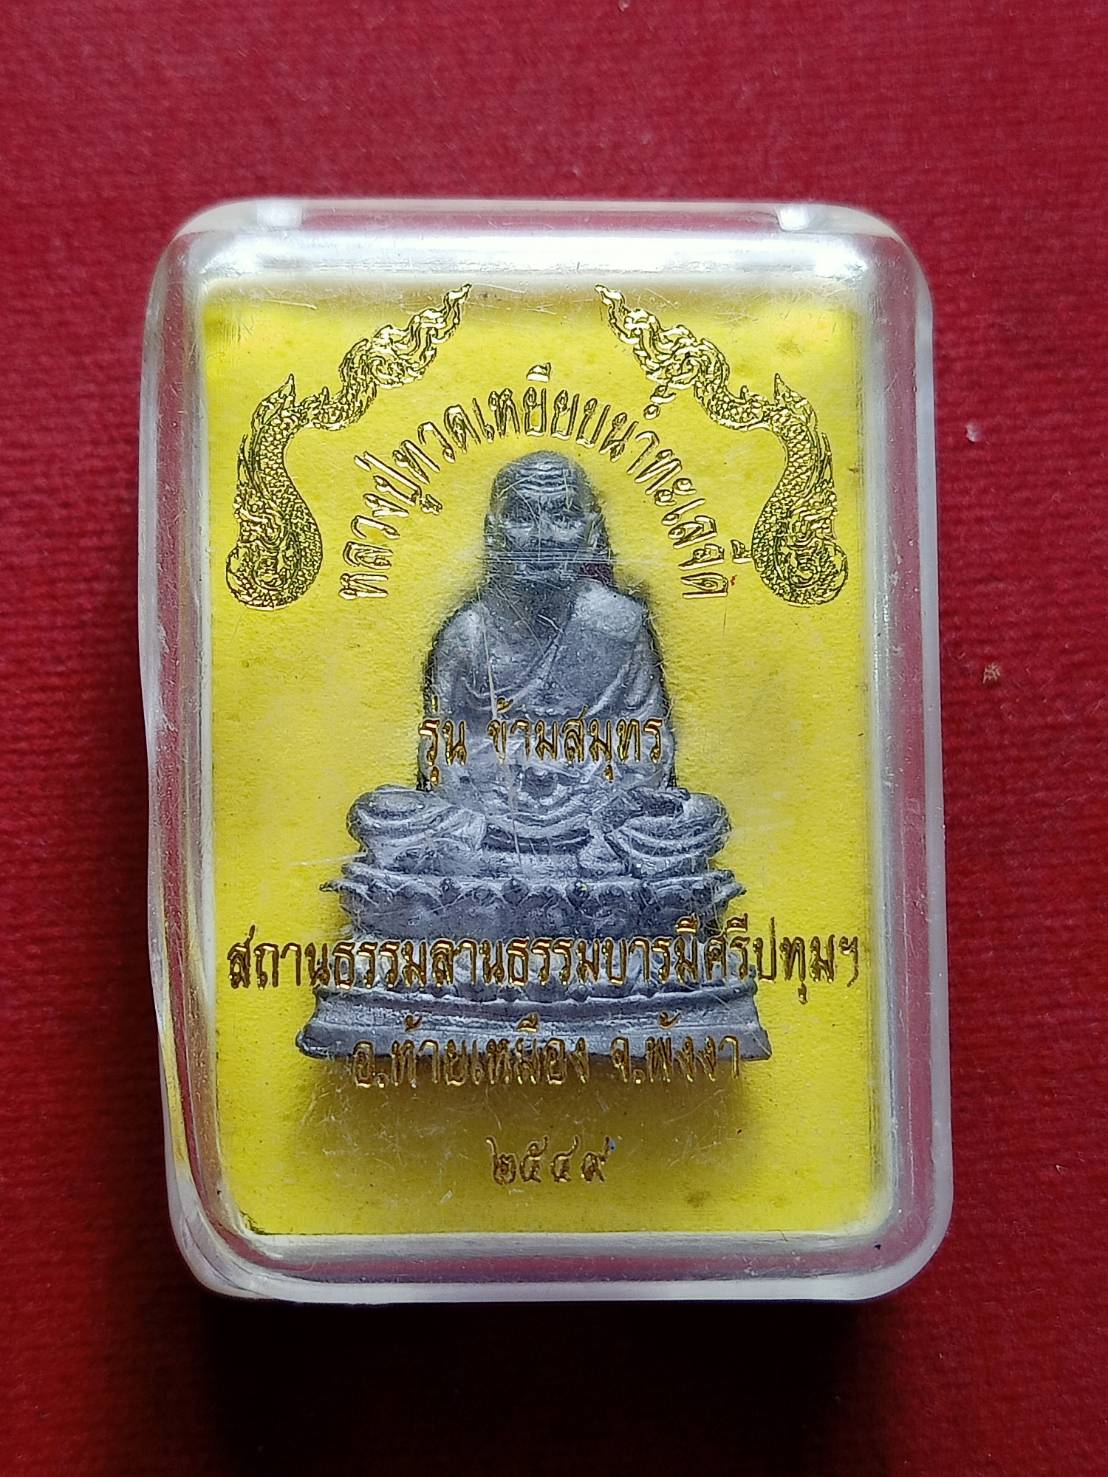 หลวงปู่ทวดเหยียบน้ำทะเลจืด
รุ่น ข้ามสมุทร
สถานธรรมลานธรรมบารมีศรีปทุมฯ
อ.ท้ายเหมือง จ.พังงา
๒๕๔๙